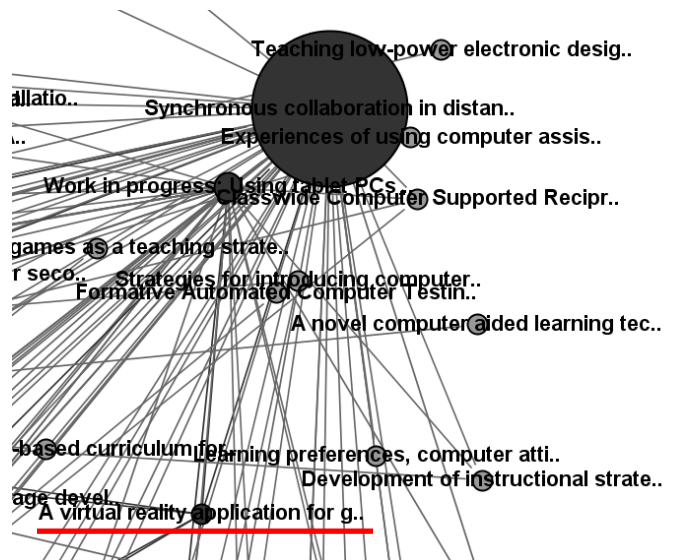 Teaching low-power electronic desig..
llatio..
Synchronous collaboration in distan..
Experiences of using computer assis..
Work in progress: Using tablet PCs ..
Classwide Computer Supported Recipr..
games as a teaching strate..
r seco..
Strategies for introducing computer..
Formative Automated Computer Testin..
A novel computer aided learning tec..
-based curriculum for..
Learning preferences, computer atti..
Development of instructional strate..
age devel..
A virtual reality application for g..